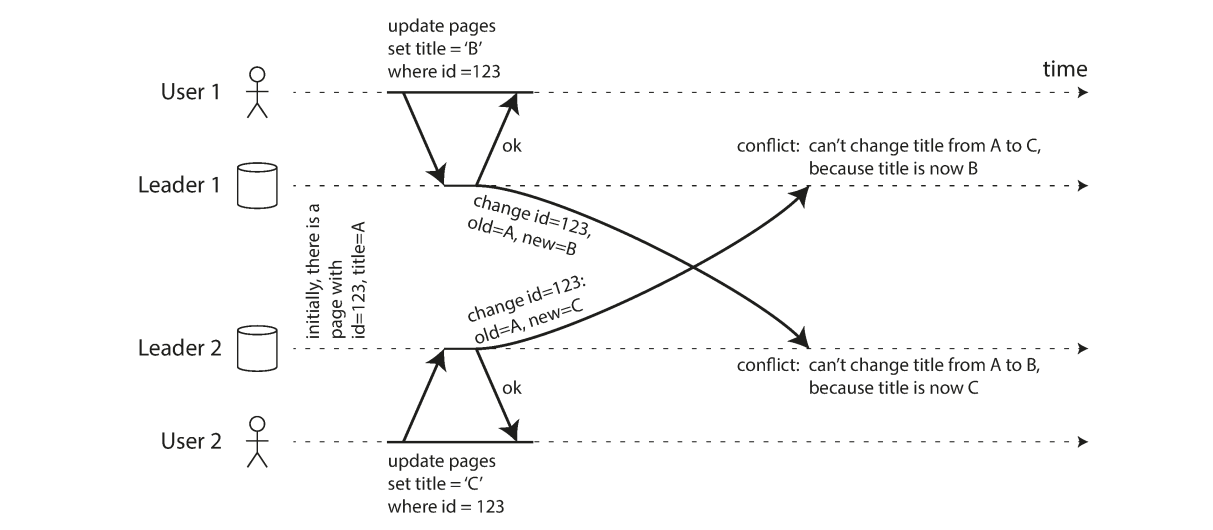 update pages
set title = ‘B’
where id =123
time
User 1
ok
conflict: can’t change title from A to C,
because title is now B
Leader 1
change id=123,
old=A, new=B
initially, there is a
page with
id=123, title=A
change id=123:
old=A, new=C
Leader 2
conflict: can’t change title from A to B,
because title is now C
ok
User 2
update pages
set title = ‘C’
where id = 123